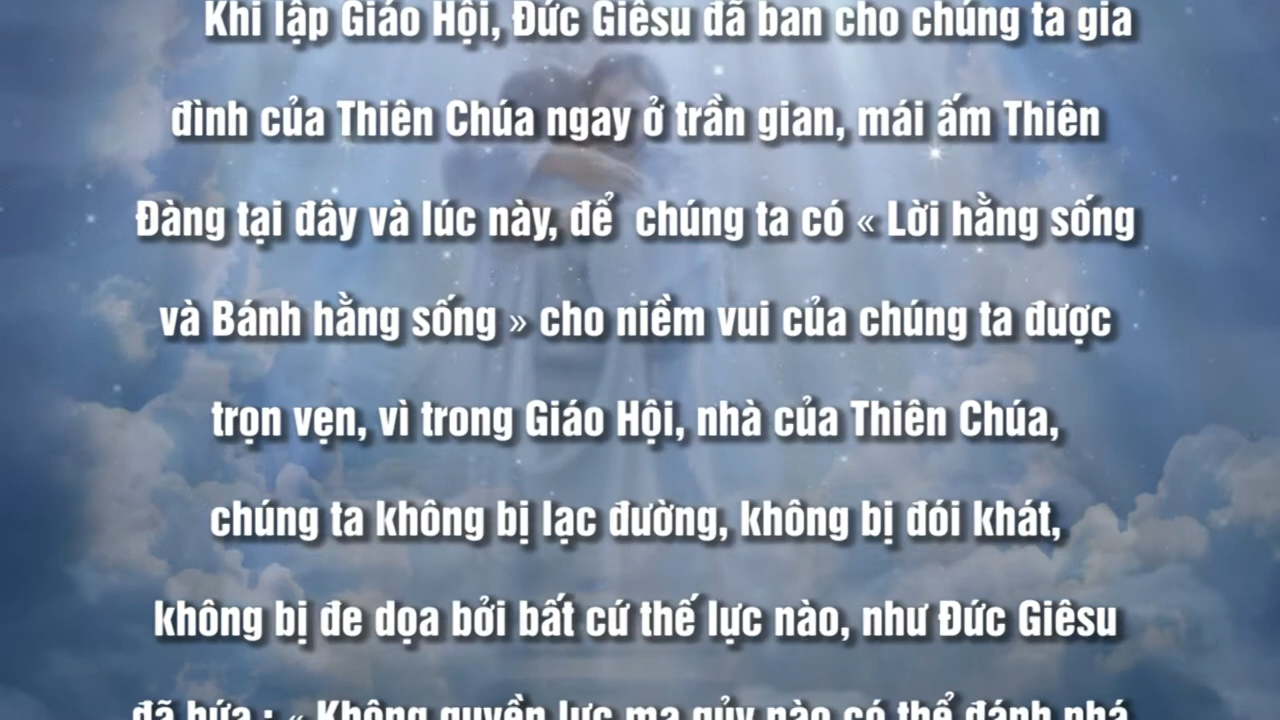 Khi lập Giáo Hội, Đức Giêsu đã ban cho chúng ta gia
đình của Thiên Chúa ngay ở trần gian, mái ấm Thiên
Đàng tại đây và lúc này, để  chúng ta có « Lời hằng sống
và Bánh hằng sống » cho niềm vui của chúng ta được
trọn vẹn, vì trong Giáo Hội, nhà của Thiên Chúa,
chúng ta không bị lạc đường, không bị đói khát,
không bị đe dọa bởi bất cứ thế lực nào, như Đức Giêsu
đã hứa : « Không quyền lực ma qủy nào có thể đánh phá